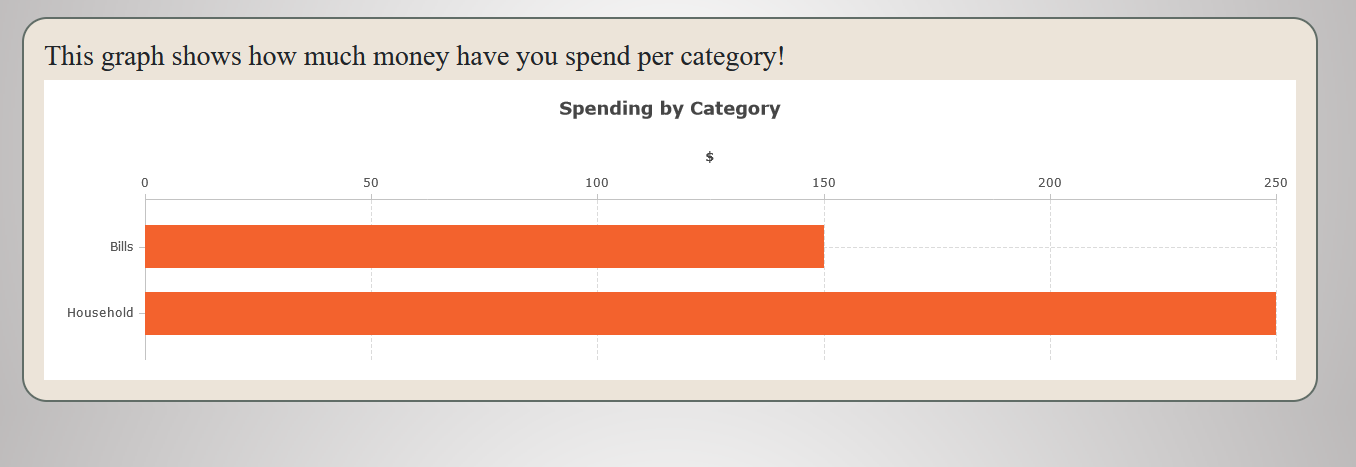 This graph shows how much money have you spend per category!
Spending by Category
$
0 50 100 150 200 250
Bills
Household